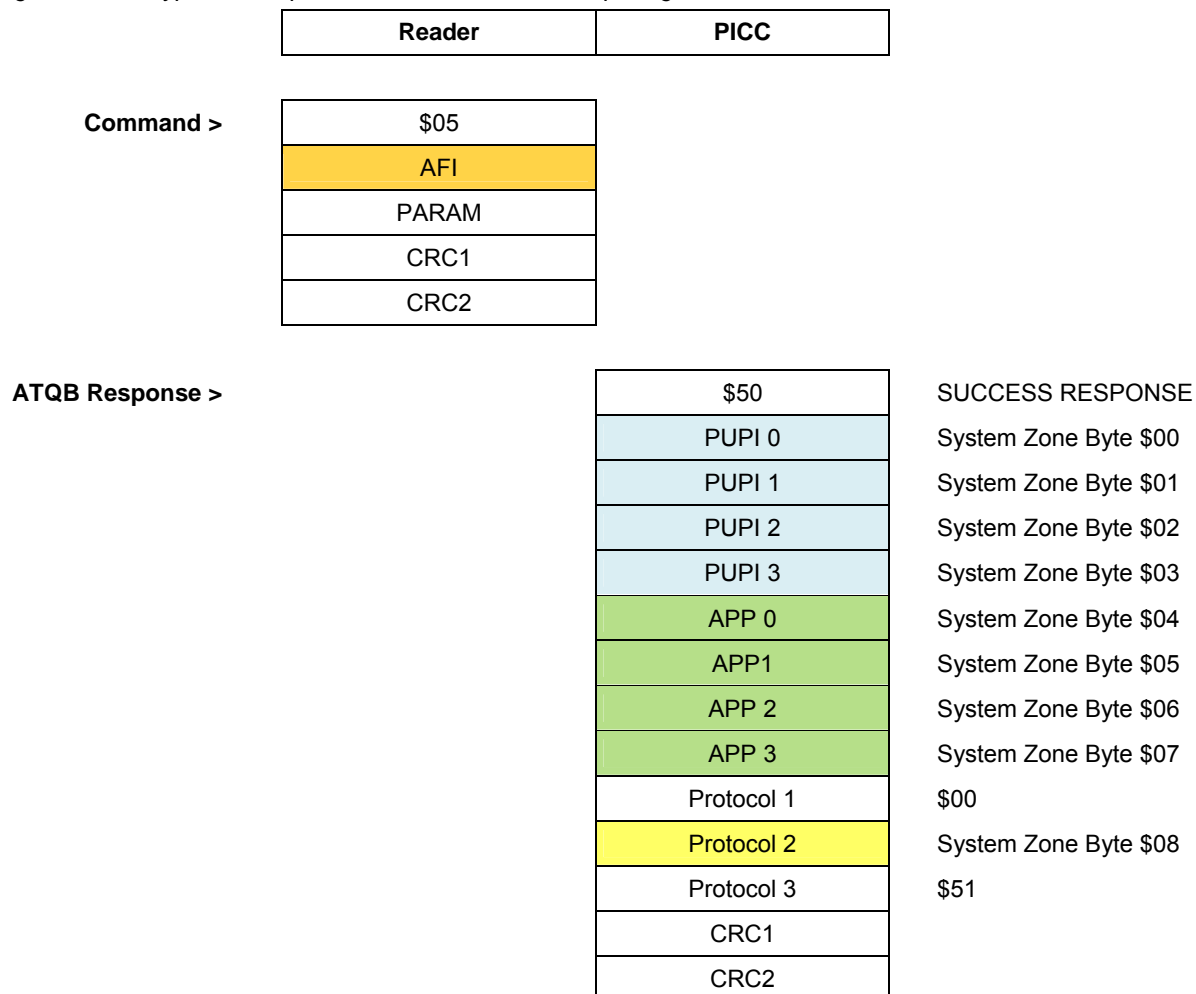 Reader PICC
Command > $05
AFI
PARAM
CRC1
CRC2
ATQB Response > $50 SUCCESS RESPONSE
PUPI 0 System Zone Byte $00
PUPI 1 System Zone Byte $01
PUPI 2 System Zone Byte $02
PUPI 3 System Zone Byte $03
APP 0 System Zone Byte $04
APP1 System Zone Byte $05
APP 2 System Zone Byte $06
APP 3 System Zone Byte $07
Protocol 1 $00
Protocol 2 System Zone Byte $08
Protocol 3 $51
CRC1
CRC2